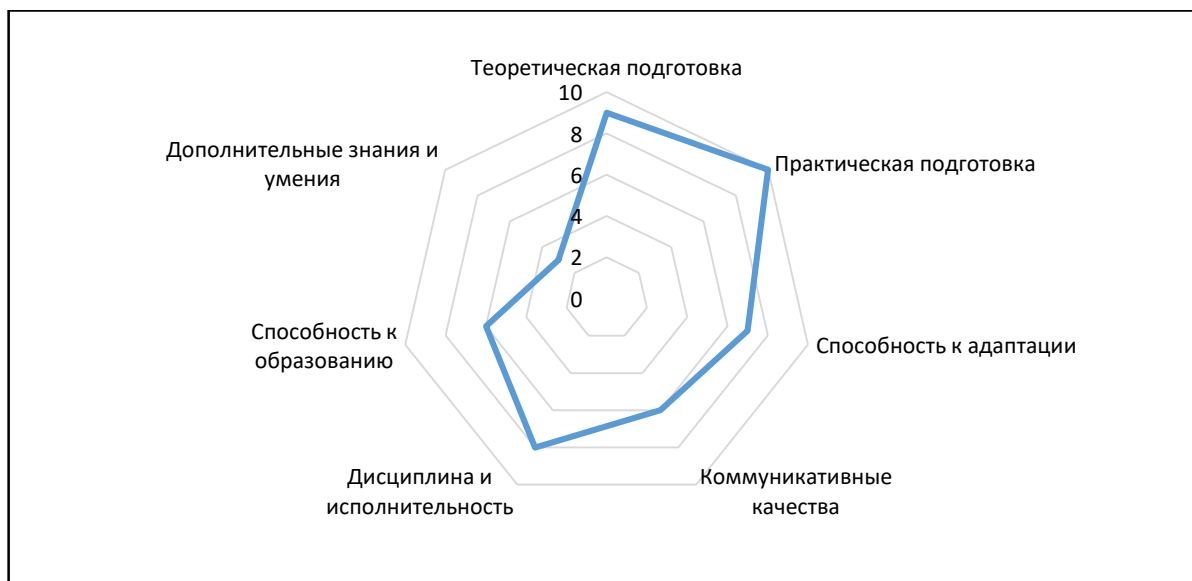 Теоретическая подготовка
10
8
6
4
2
0
Практическая подготовка
Способность к адаптации
Коммуникативные
качества
Дисциплина и
исполнительность
Способность к
образованию
Дополнительные знания и
умения